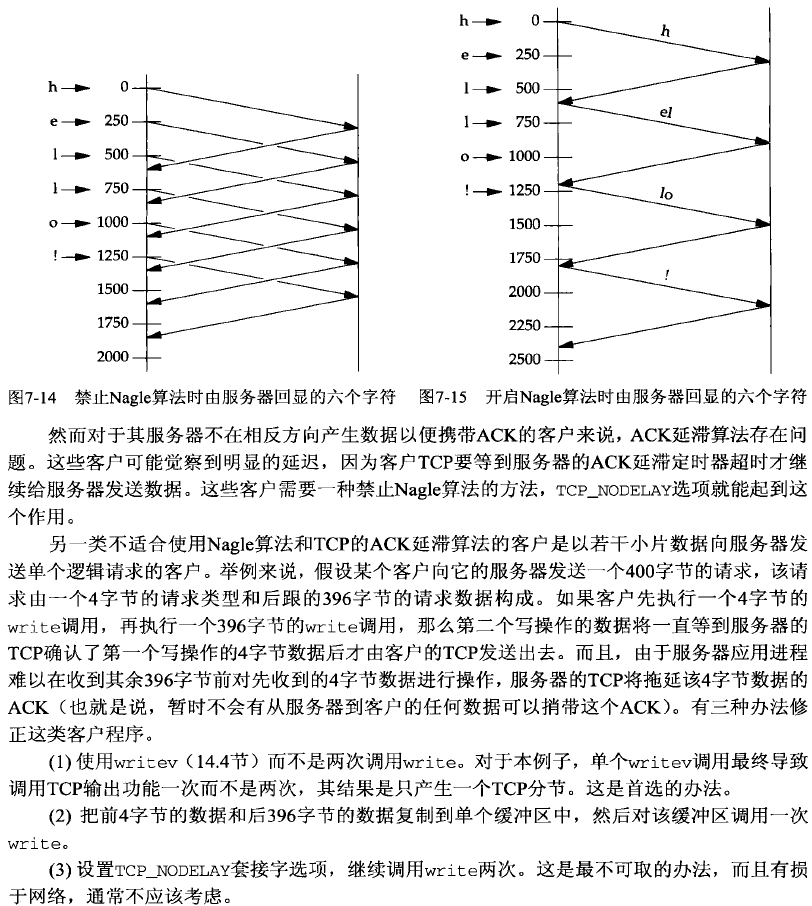 h 0
e 250
l 500
l 750
o 1000
! 1250
1500
1750
2000
h 0
e 250
l 500
l 750
o 1000
! 1250
1500
1750
2000
2250
2500
h
el
lo
!
图7-14 禁止Nagle算法时由服务器回显的六个字符
图7-15 开启Nagle算法时由服务器回显的六个字符
然而对于其服务器不在相反方向产生数据以便携带ACK的客户来说，ACK延滞算法存在问
题。这些客户可能觉察到明显的延迟，因为客户TCP要等到服务器的ACK延滞定时器超时才继
续给服务器发送数据。这些客户需要一种禁止Nagle算法的方法，TCP_NODELAY选项就能起到这
个作用。
另一类不适合使用Nagle算法和TCP的ACK延滞算法的客户是以若干小片数据向服务器发
送单个逻辑请求的客户。举例来说，假设某个客户向它的服务器发送一个400字节的请求，该请
求由一个4字节的请求类型和后跟的396字节的请求数据构成。如果客户先执行一个4字节的
write调用，再执行一个396字节的write调用，那么第二个写操作的数据将一直等到服务器的
TCP确认了第一个写操作的4字节数据后才由客户的TCP发送出去。而且，由于服务器应用进程
难以在收到其余396字节前对先收到的4字节数据进行操作，服务器的TCP将拖延该4字节数据的
ACK（也就是说，暂时不会有从服务器到客户的任何数据可以捎带这个ACK）。有三种办法修
正这类客户程序。
(1) 使用writev（14.4节）而不是两次调用write。对于本例子，单个writev调用最终导致
调用TCP输出功能一次而不是两次，其结果是只产生一个TCP分节。这是首选的办法。
(2) 把前4字节的数据和后396字节的数据复制到单个缓冲区中，然后对该缓冲区调用一次
write。
(3) 设置TCP_NODELAY套接字选项，继续调用write两次。这是最不可取的办法，而且有损
于网络，通常不应该考虑。